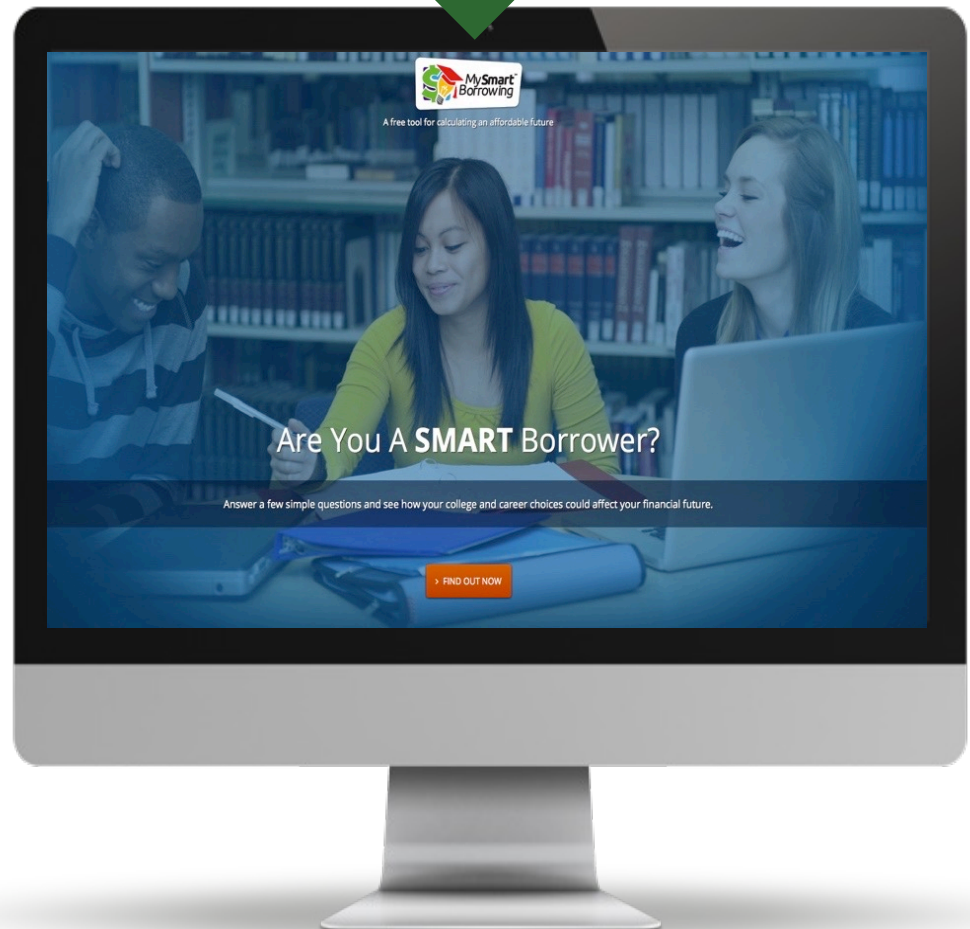 MySmart™
Borrowing
A free tool for calculating an affordable future
Are You A SMART Borrower?
Answer a few simple questions and see how your college and career choices could affect your financial future.
> FIND OUT NOW